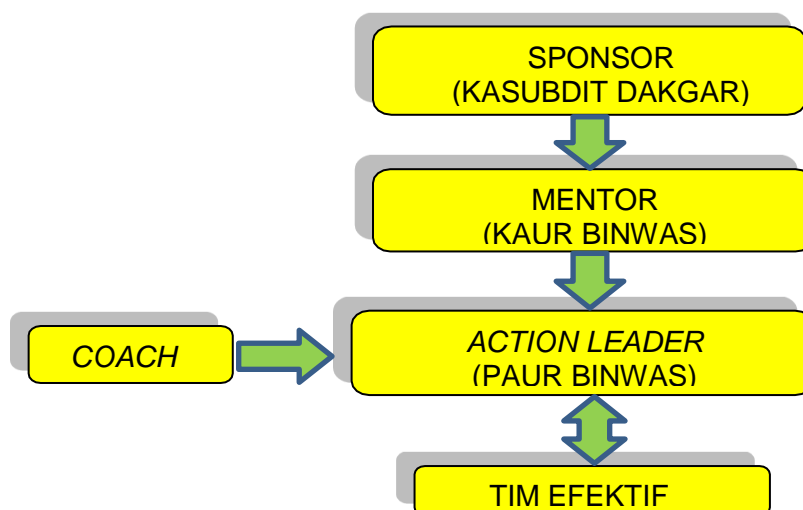 SPONSOR
(KASUBDIT DAKGAR)
MENTOR
(KAUR BINWAS)
COACH
ACTION LEADER
(PAUR BINWAS)
TIM EFEKTIF